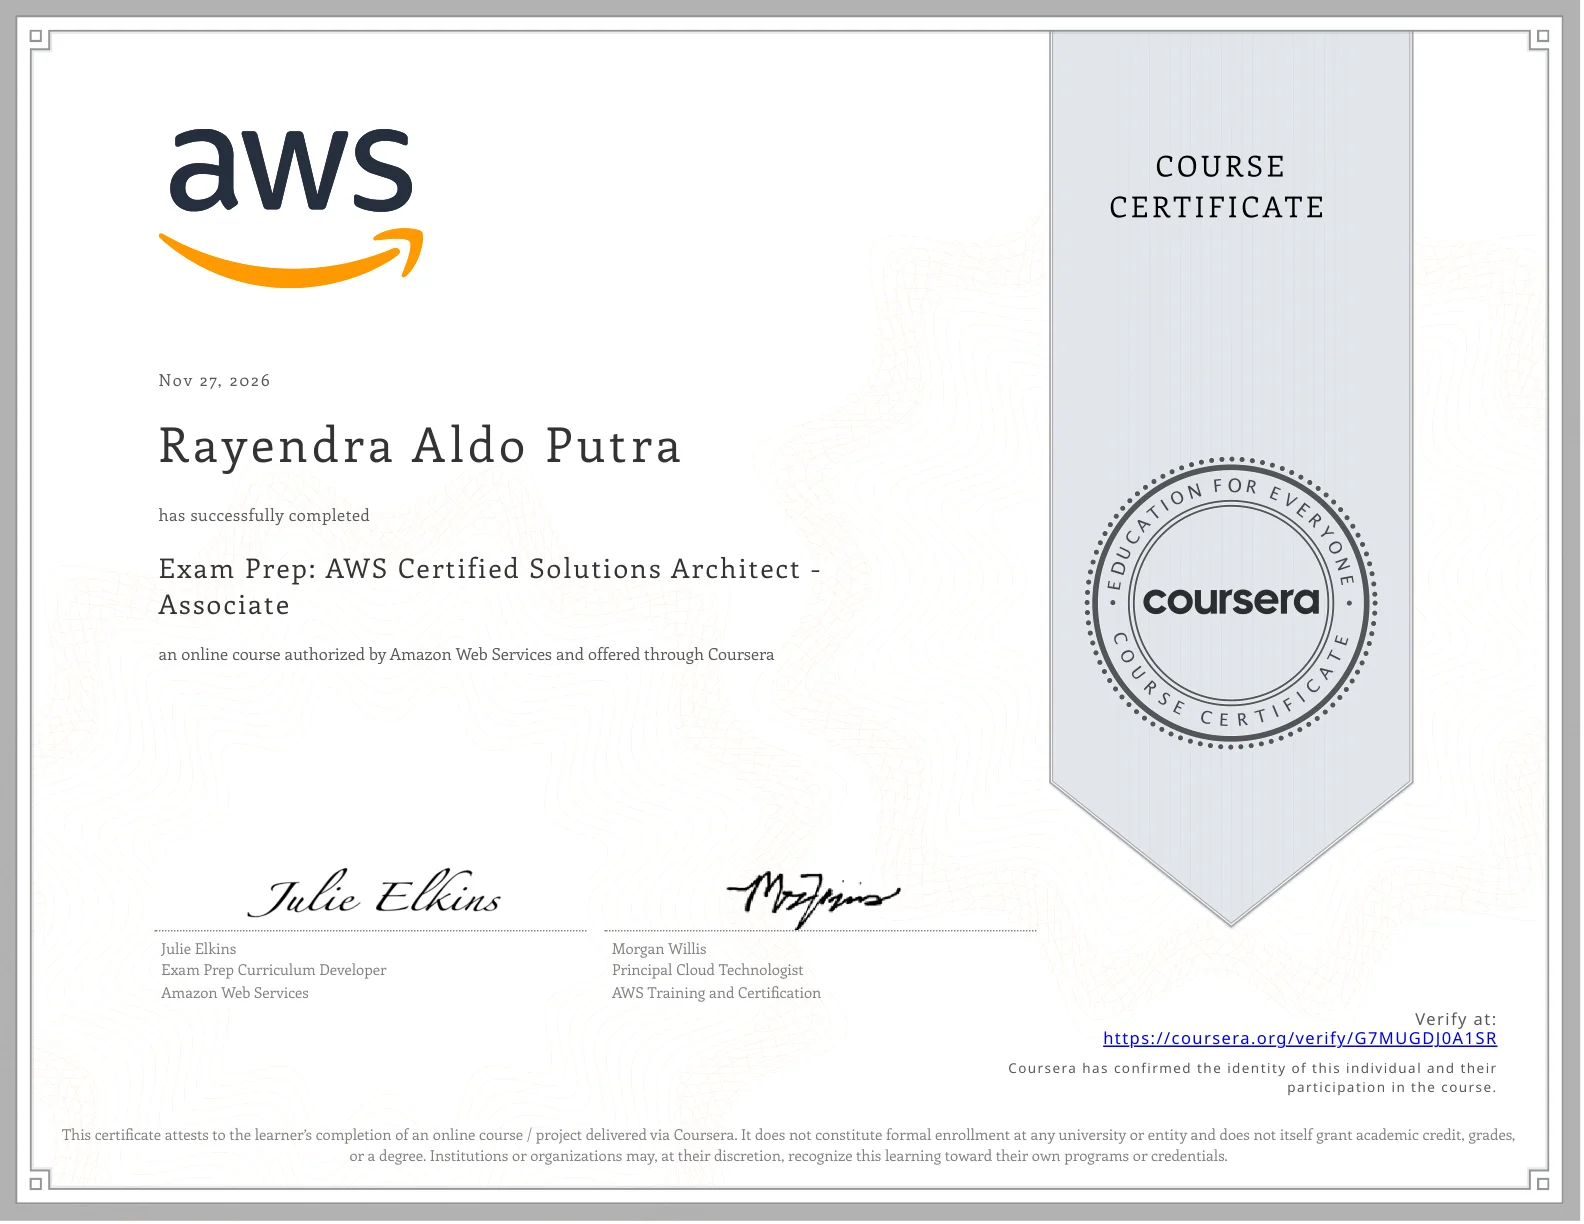 aws
COURSE
CERTIFICATE
Nov 27, 2026
Rayendra Aldo Putra
has successfully completed
Exam Prep: AWS Certified Solutions Architect -
Associate
an online course authorized by Amazon Web Services and offered through Coursera
EDUCATION FOR EVERYONE
coursera
COURSE CERTIFICATE
Julie Elkins
Julie Elkins
Exam Prep Curriculum Developer
Amazon Web Services
Morgan Willis
Principal Cloud Technologist
AWS Training and Certification
Verify at:
https://coursera.org/verify/G7MUGDJ0A1SR
Coursera has confirmed the identity of this individual and their
participation in the course.
This certificate attests to the learner's completion of an online course / project delivered via Coursera. It does not constitute formal enrollment at any university or entity and does not itself grant academic credit, grades,
or a degree. Institutions or organizations may, at their discretion, recognize this learning toward their own programs or credentials.